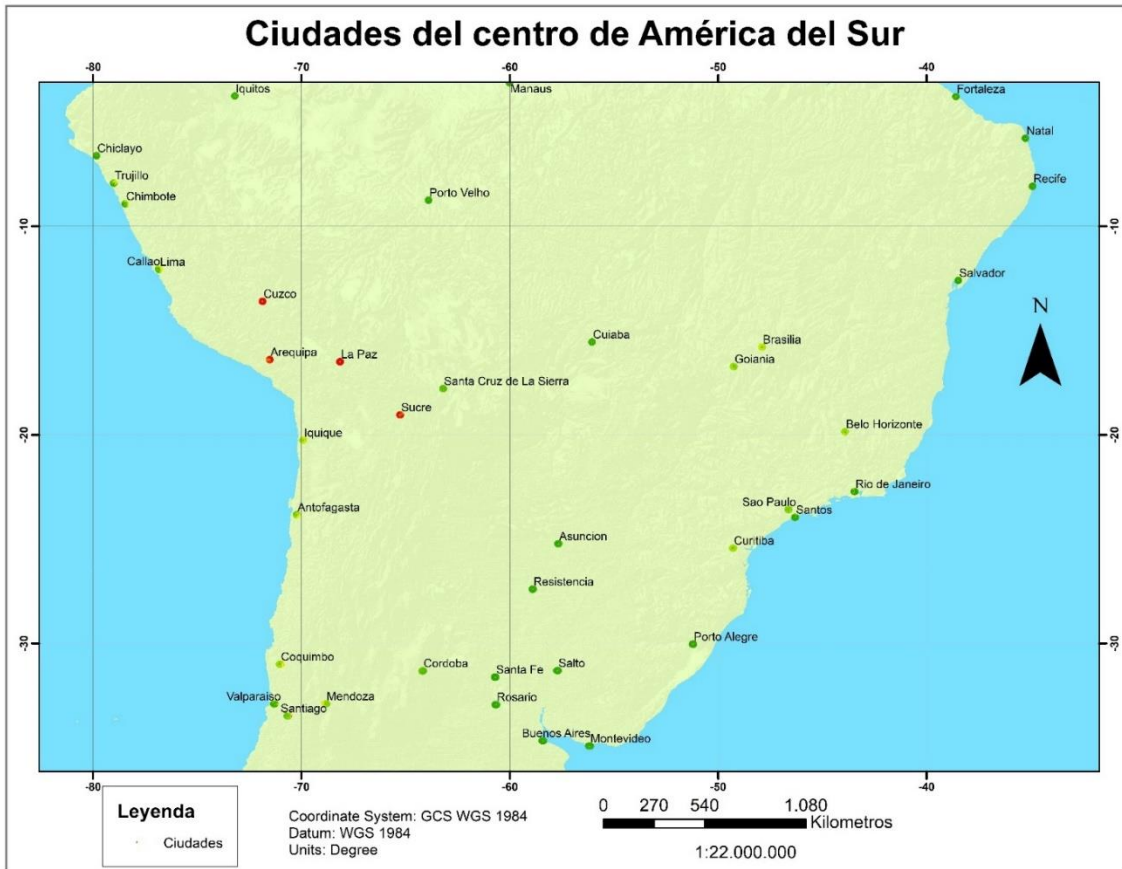 Ciudades del centro de América del Sur
-80 -70 -60 -50 -40
Iquitos
Manaus
Fortaleza
Natal
Chiclayo
Trujillo
Chimbote
Porto Velho
Recife
-10 -10
Callao Lima
Salvador
Cuzco
N
Cuiaba
Brasilia
Arequipa
La Paz
Goiania
Santa Cruz de La Sierra
Sucre
Belo Horizonte
-20 -20
Iquique
Rio de Janeiro
Antofagasta
Sao Paulo
Santos
Asuncion
Curitiba
Resistencia
Porto Alegre
-30 -30
Coquimbo
Cordoba
Santa Fe
Salto
Valparaiso
Mendoza
Santiago
Rosario
Buenos Aires
Montevideo
-80 -70 -60 -50 -40
Leyenda
Ciudades
Coordinate System: GCS WGS 1984
Datum: WGS 1984
Units: Degree
0 270 540 1.080
Kilometros
1:22.000.000